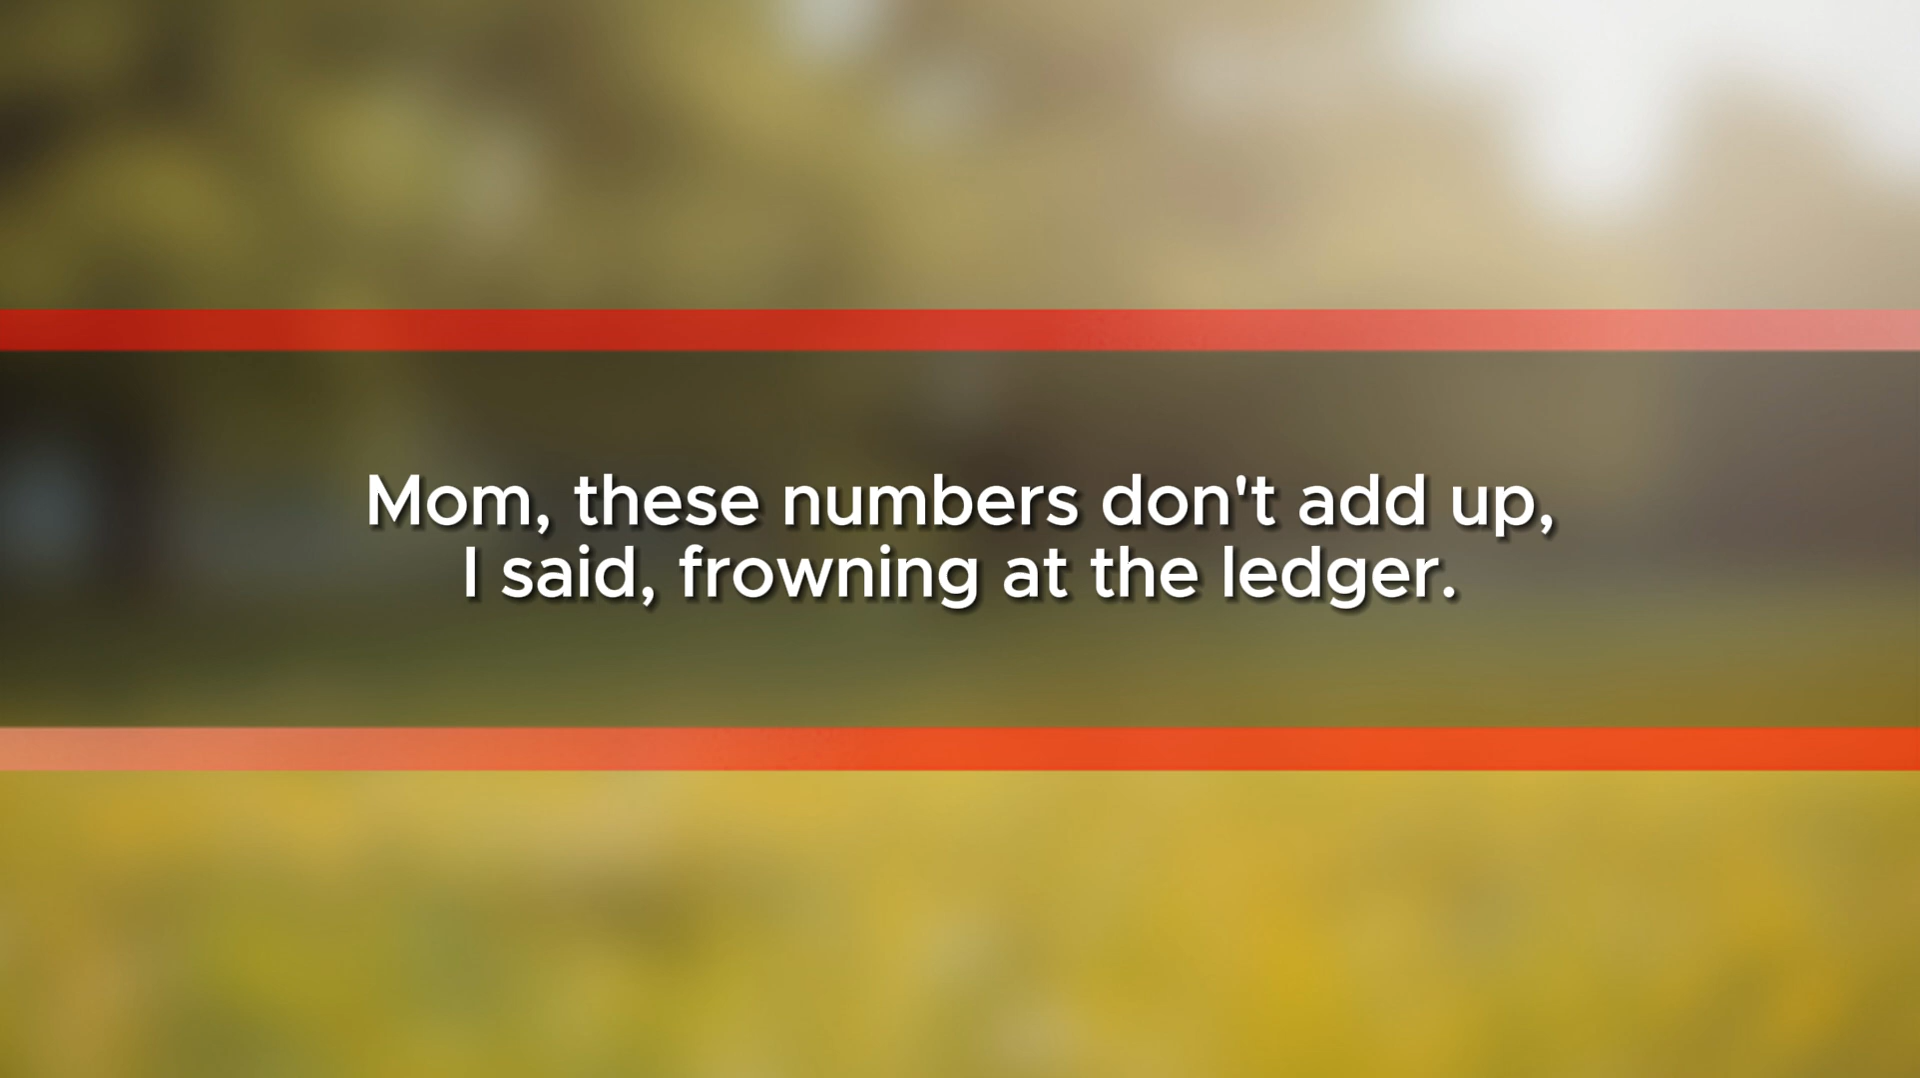 Mom, these numbers don't add up,
I said, frowning at the ledger.